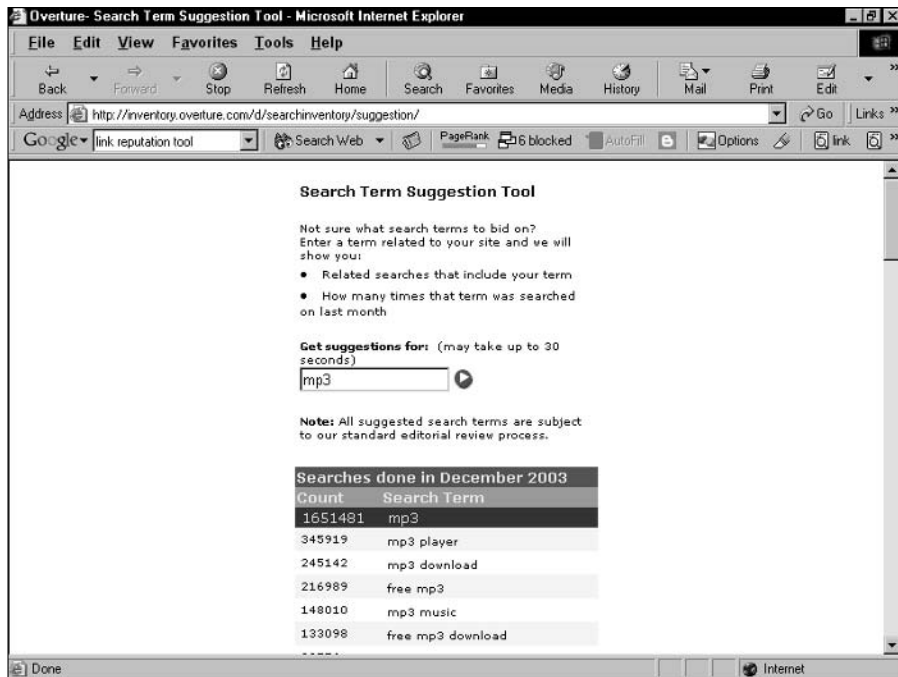 Overture- Search Term Suggestion Tool - Microsoft Internet Explorer
File Edit View Favorites Tools Help
Back Forward Stop Refresh Home Search Favorites Media History Mail Print Edit »
Address http://inventory.overture.com/d/searchinventory/suggestion/ Go Links »
Google link reputation tool Search Web PageRank 6 blocked AutoFill Options link »
Search Term Suggestion Tool
Not sure what search terms to bid on?
Enter a term related to your site and we will
show you:
• Related searches that include your term
• How many times that term was searched
on last month
Get suggestions for: (may take up to 30
seconds)
mp3
Note: All suggested search terms are subject
to our standard editorial review process.
Searches done in December 2003
Count Search Term
1651481 mp3
345919 mp3 player
245142 mp3 download
216989 free mp3
148010 mp3 music
133098 free mp3 download
Done Internet